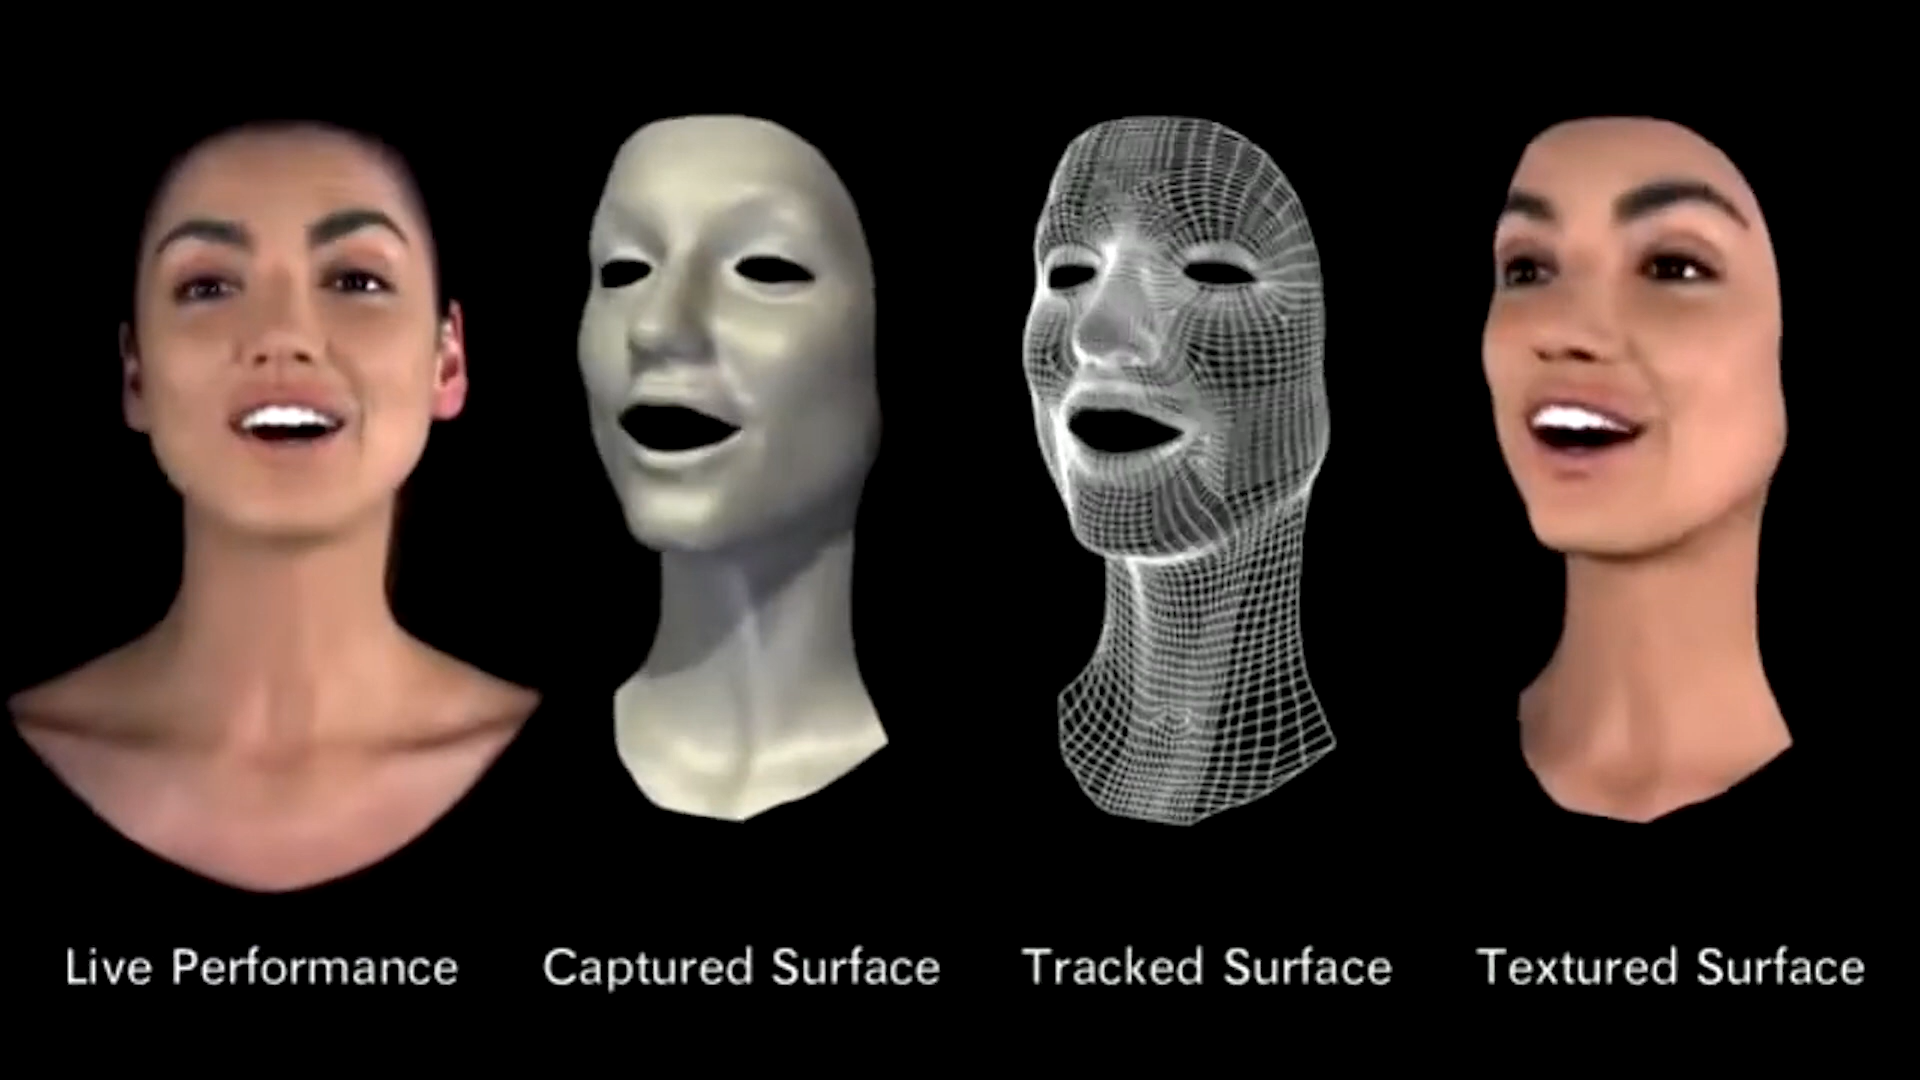 Live Performance
Captured Surface
Tracked Surface
Textured Surface